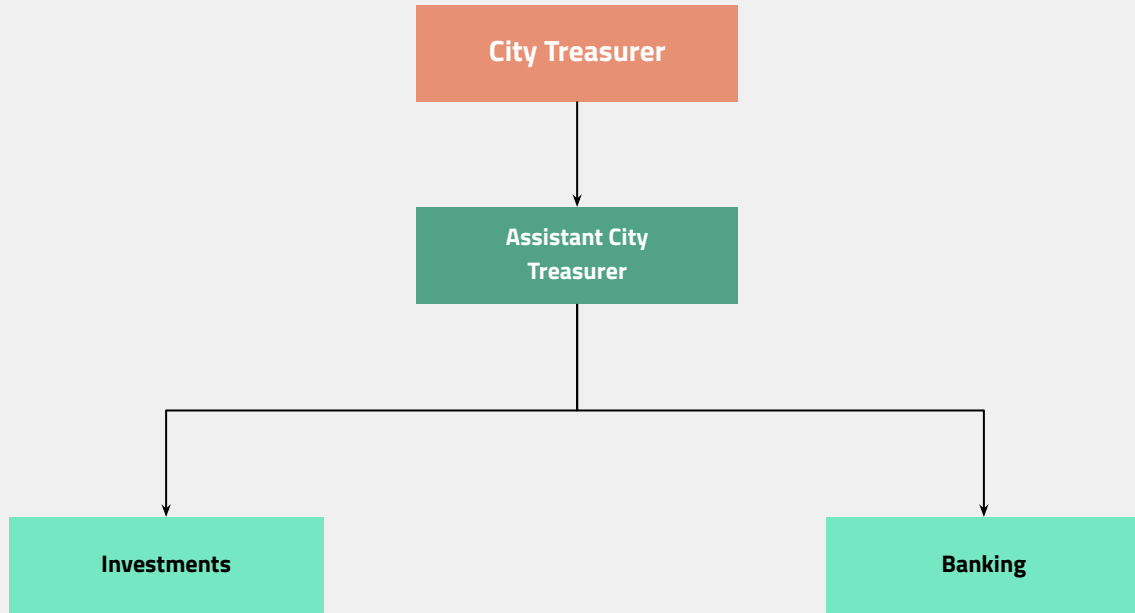 City Treasurer
Assistant City
Treasurer
Investments
Banking